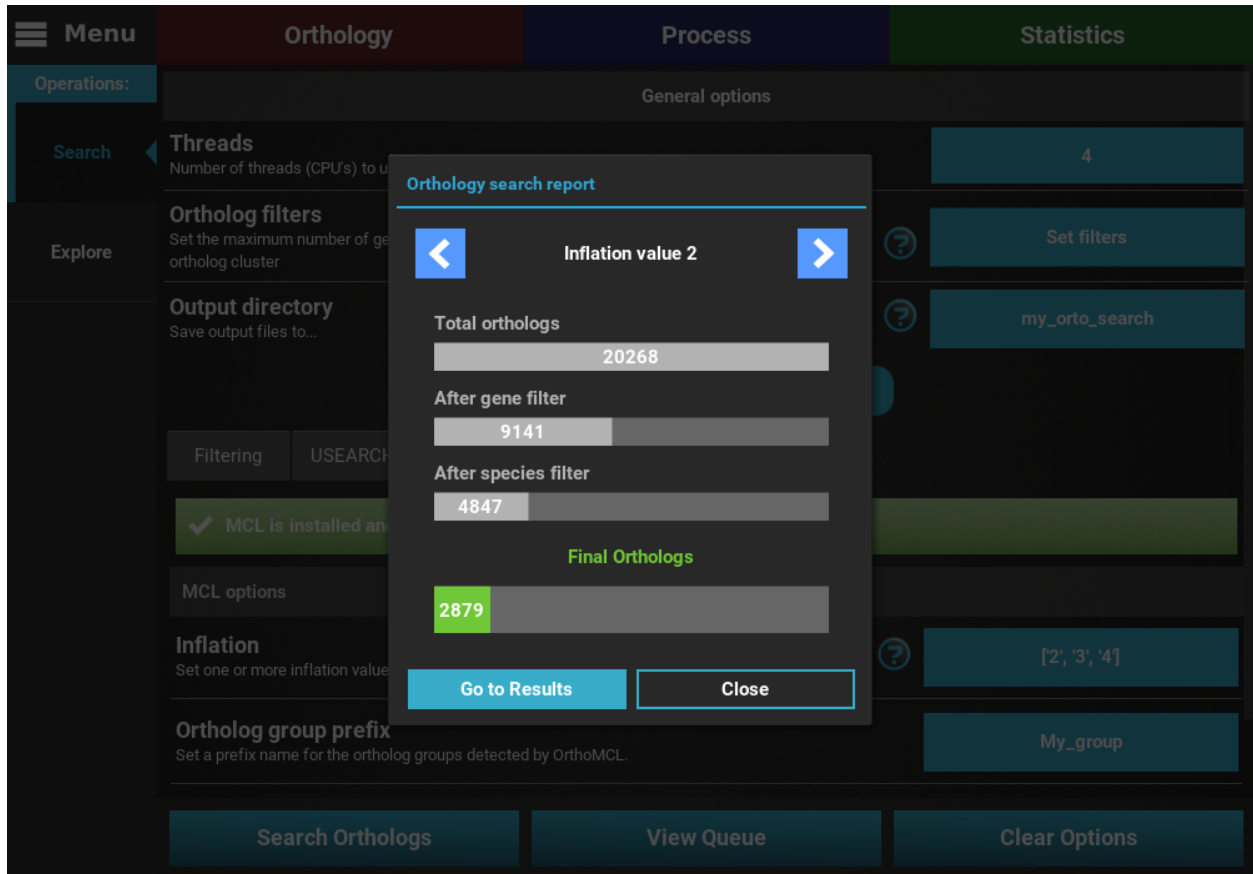 Menu
Orthology
Process
Statistics
Operations:
General options
Search
Threads
Number of threads (CPU's) to
4
Orthology search report
Ortholog filters
Set the maximum number of
ortholog cluster
Set filters
Explore
Inflation value 2
Output directory
Save output files to...
my_orto_search
Total orthologs
20268
After gene filter
9141
Filtering
USEARCH
After species filter
4847
MCL is installed
Final Orthologs
2879
MCL options
Inflation
Set one or more inflation
['2', '3', '4']
Go to Results
Close
Ortholog group prefix
Set a prefix name for the ortholog groups detected by OrthoMCL.
My_group
Search Orthologs
View Queue
Clear Options